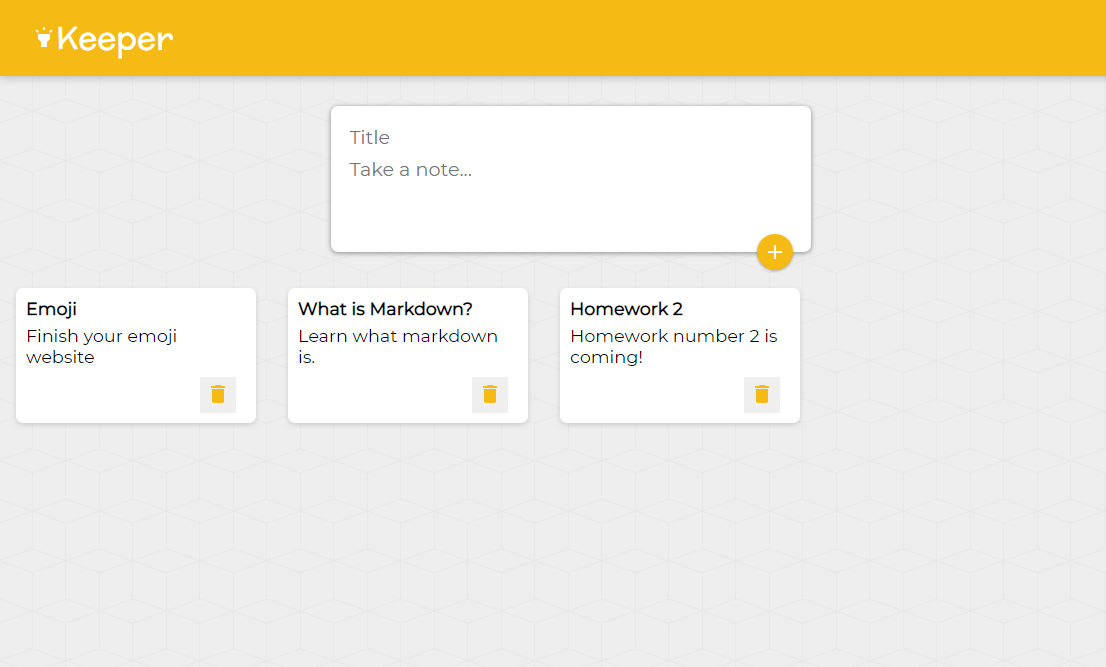 Keeper
Title
Take a note...
Emoji
Finish your emoji
website
What is Markdown?
Learn what markdown
is.
Homework 2
Homework number 2 is
coming!